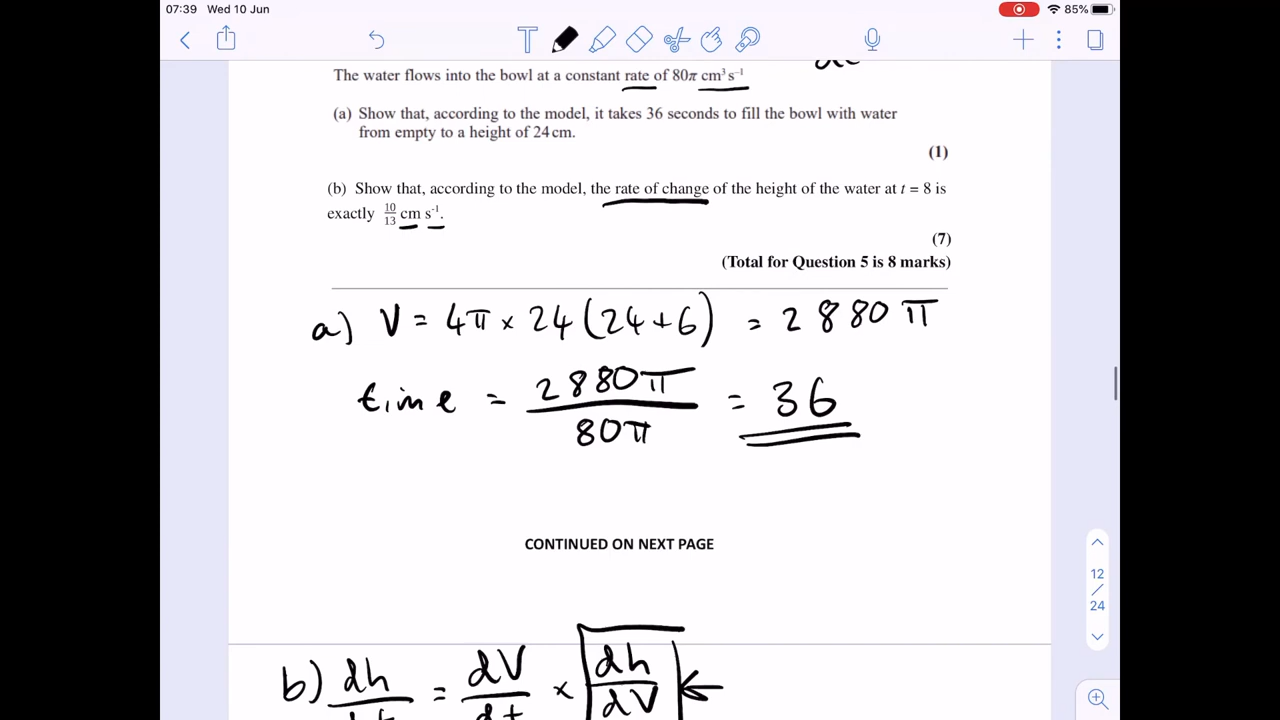 07:39 Wed 10 Jun 85%
The water flows into the bowl at a constant rate of 80π cm³ s⁻¹
(a) Show that, according to the model, it takes 36 seconds to fill the bowl with water
from empty to a height of 24 cm.
(1)
(b) Show that, according to the model, the rate of change of the height of the water at t = 8 is
exactly 10/13 cm s⁻¹.
(7)
(Total for Question 5 is 8 marks)
a) V = 4π × 24 (24+6) = 2880π
time = 2880π / 80π = 36
CONTINUED ON NEXT PAGE
12 / 24
b) dh/dt = dV/dt × dh/dV